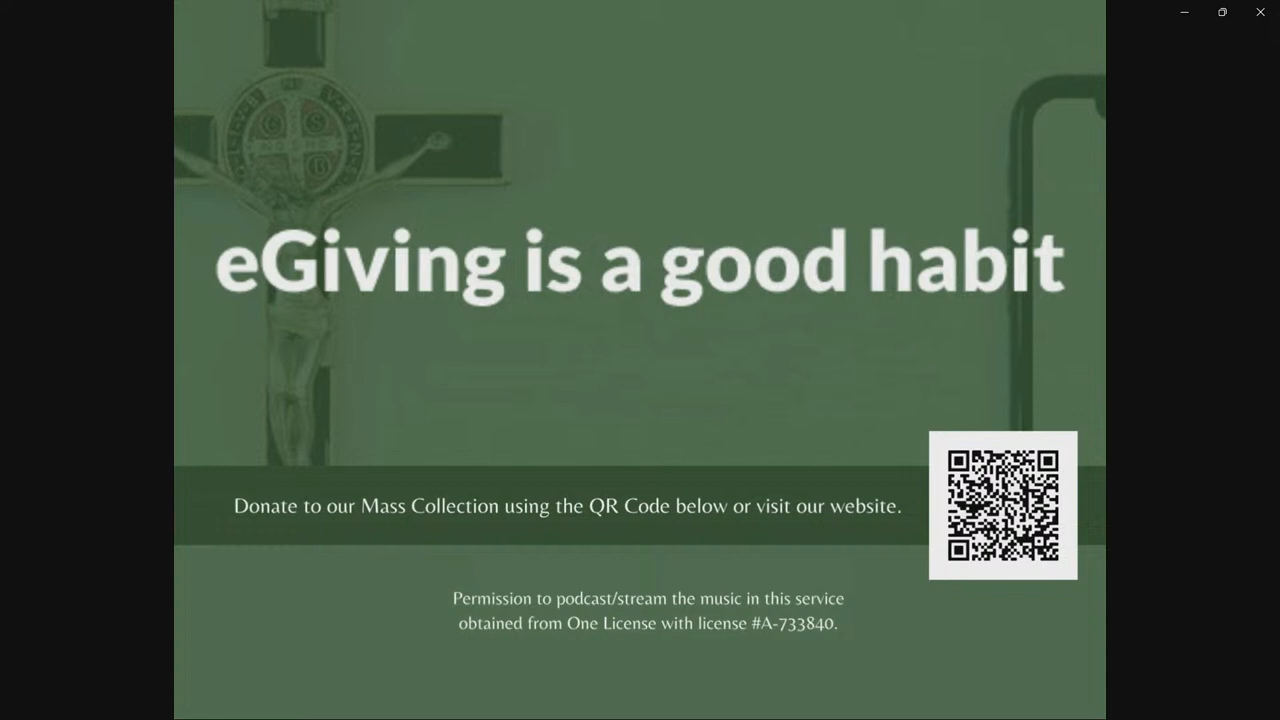 eGiving is a good habit
Donate to our Mass Collection using the QR Code below or visit our website.
Permission to podcast/stream the music in this service
obtained from One License with license #A-733840.